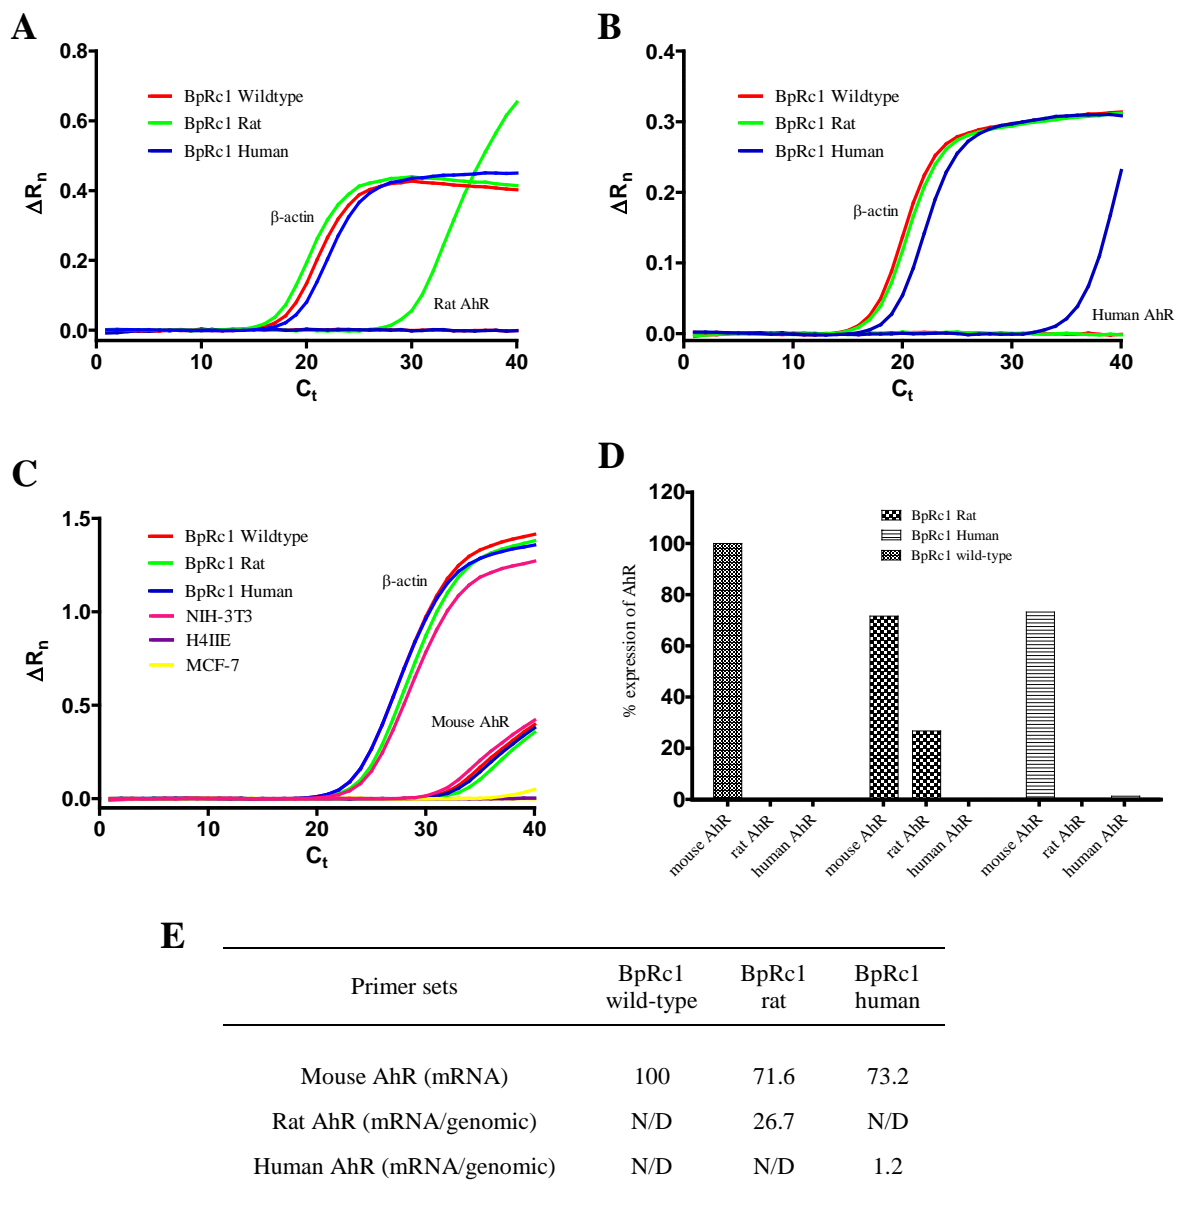 A
0.8
0.6
0.4
0.2
0.0
ΔRn
BpRc1 Wildtype
BpRc1 Rat
BpRc1 Human
β-actin
Rat AhR
0 10 20 30 40
Ct
B
0.4
0.3
0.2
0.1
0.0
ΔRn
BpRc1 Wildtype
BpRc1 Rat
BpRc1 Human
β-actin
Human AhR
0 10 20 30 40
Ct
C
1.5
1.0
0.5
0.0
ΔRn
BpRc1 Wildtype
BpRc1 Rat
BpRc1 Human
NIH-3T3
H4IIE
MCF-7
β-actin
Mouse AhR
0 10 20 30 40
Ct
D
120
100
80
60
40
20
0
% expression of AhR
BpRc1 Rat
BpRc1 Human
BpRc1 wild-type
mouse AhR
rat AhR
human AhR
mouse AhR
rat AhR
human AhR
mouse AhR
rat AhR
human AhR
E
Primer sets BpRc1 wild-type BpRc1 rat BpRc1 human
Mouse AhR (mRNA) 100 71.6 73.2
Rat AhR (mRNA/genomic) N/D 26.7 N/D
Human AhR (mRNA/genomic) N/D N/D 1.2